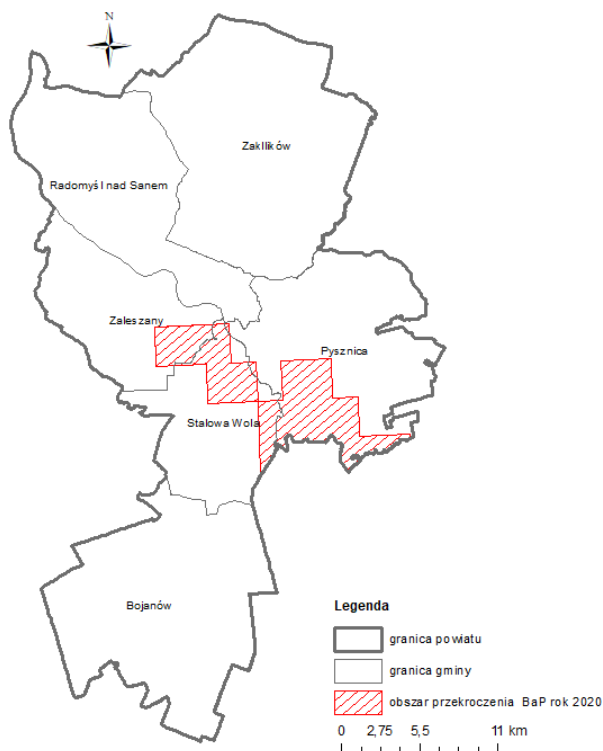 N
Zaklików
Radomyśl nad Sanem
Zaleszany
Pysznica
Stalowa Wola
Bojanów
Legenda
granica powiatu
granica gminy
obszar przekroczenia BaP rok 2020
0 2,75 5,5 11 km